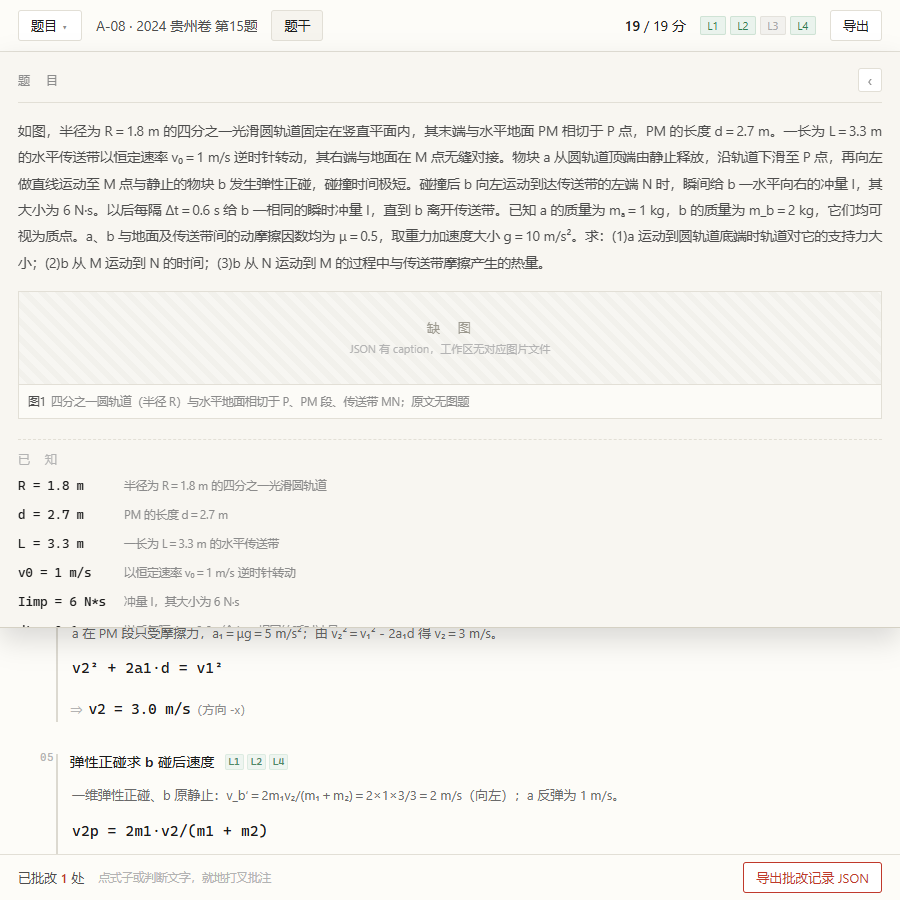 题目 A-08 · 2024 贵州卷 第15题 题干 19 / 19 分 L1 L2 L3 L4 导出
题 目
如图，半径为 R = 1.8 m 的四分之一光滑圆轨道固定在竖直平面内，其末端与水平地面 PM 相切于 P 点，PM 的长度 d = 2.7 m。一长为 L = 3.3 m
的水平传送带以恒定速率 v₀ = 1 m/s 逆时针转动，其右端与地面在 M 点无缝对接。物块 a 从圆轨道顶端由静止释放，沿轨道下滑至 P 点，再向左
做直线运动至 M 点与静止的物块 b 发生弹性正碰，碰撞时间极短。碰撞后 b 向左运动到达传送带的左端 N 时，瞬间给 b 一水平向右的冲量 I，其
大小为 6 N·s。以后每隔 Δt = 0.6 s 给 b 一相同的瞬时冲量 I，直到 b 离开传送带。已知 a 的质量为 mₐ = 1 kg，b 的质量为 m_b = 2 kg，它们均可
视为质点。a、b 与地面及传送带间的动摩擦因数均为 μ = 0.5，取重力加速度大小 g = 10 m/s²。求：(1)a 运动到圆轨道底端时轨道对它的支持力大
小；(2)b 从 M 运动到 N 的时间；(3)b 从 N 运动到 M 的过程中与传送带摩擦产生的热量。
缺 图
JSON 有 caption，工作区无对应图片文件
图1 四分之一圆轨道（半径 R）与水平地面相切于 P、PM 段、传送带 MN；原文无图题
已 知
R = 1.8 m 半径为 R = 1.8 m 的四分之一光滑圆轨道
d = 2.7 m PM 的长度 d = 2.7 m
L = 3.3 m 一长为 L = 3.3 m 的水平传送带
v0 = 1 m/s 以恒定速率 v₀ = 1 m/s 逆时针转动
Iimp = 6 N*s 冲量 I，其大小为 6 N·s
a 在 PM 段只受摩擦力，a₁ = μg = 5 m/s²；由 v₂² = v₁² - 2a₁d 得 v₂ = 3 m/s。
v2² + 2a1·d = v1²
⇒ v2 = 3.0 m/s (方向 -x)
05 弹性正碰求 b 碰后速度 L1 L2 L4
一维弹性正碰、b 原静止：v_b′ = 2m₁v₂/(m₁ + m₂) = 2×1×3/3 = 2 m/s（向左）；a 反弹为 1 m/s。
v2p = 2m1·v2/(m1 + m2)
已批改 1 处 点式子或判断文字，就地打叉批注 导出批改记录 JSON